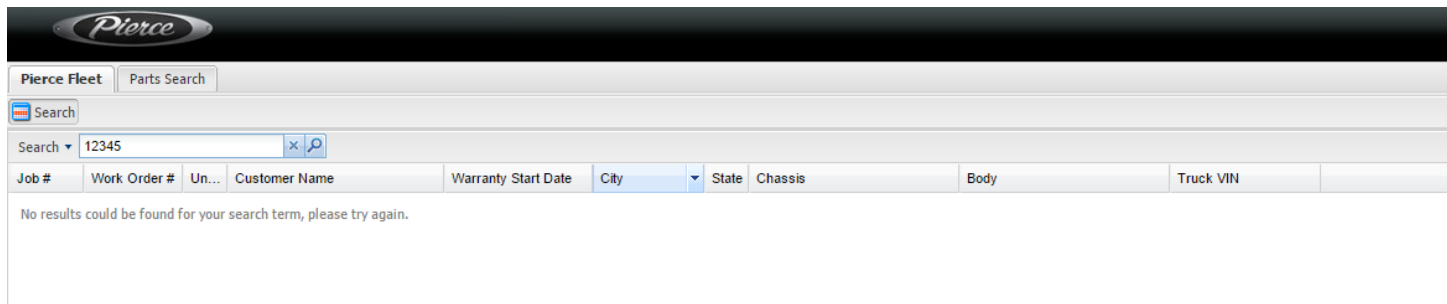 Pierce
Pierce Fleet Parts Search
Search
Search 12345
Job # Work Order # Un... Customer Name Warranty Start Date City State Chassis Body Truck VIN
No results could be found for your search term, please try again.